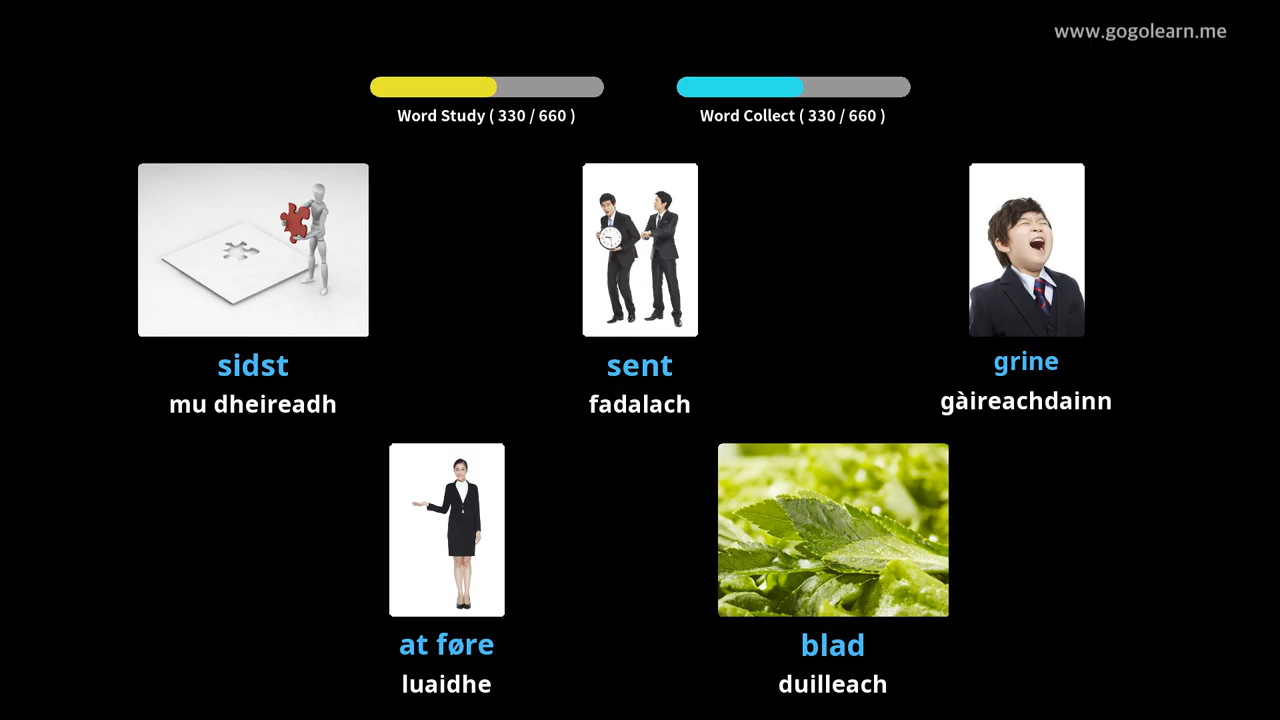 www.gogolearn.me
Word Study ( 330 / 660 )
Word Collect ( 330 / 660 )
sidst
mu dheireadh
sent
fadalach
grine
gàireachdainn
at føre
luaidhe
blad
duilleach